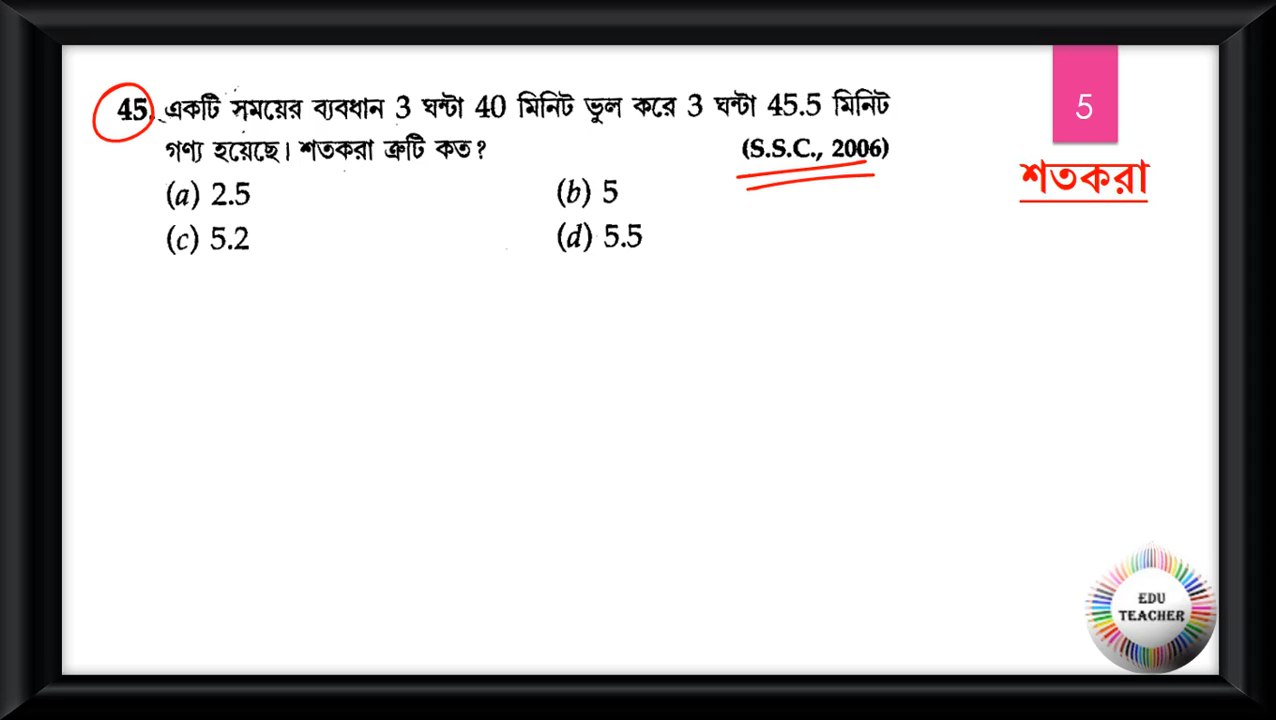 45. একটি সময়ের ব্যবধান 3 ঘন্টা 40 মিনিট ভুল করে 3 ঘন্টা 45.5 মিনিট
গণ্য হয়েছে। শতকরা ত্রুটি কত?
(S.S.C., 2006)
(a) 2.5
(b) 5
(c) 5.2
(d) 5.5
5
শতকরা
EDU
TEACHER